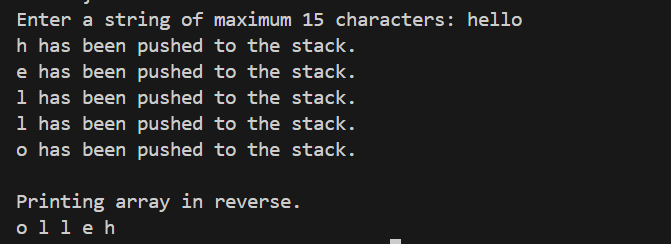 Enter a string of maximum 15 characters: hello
h has been pushed to the stack.
e has been pushed to the stack.
l has been pushed to the stack.
l has been pushed to the stack.
o has been pushed to the stack.
Printing array in reverse.
o l l e h